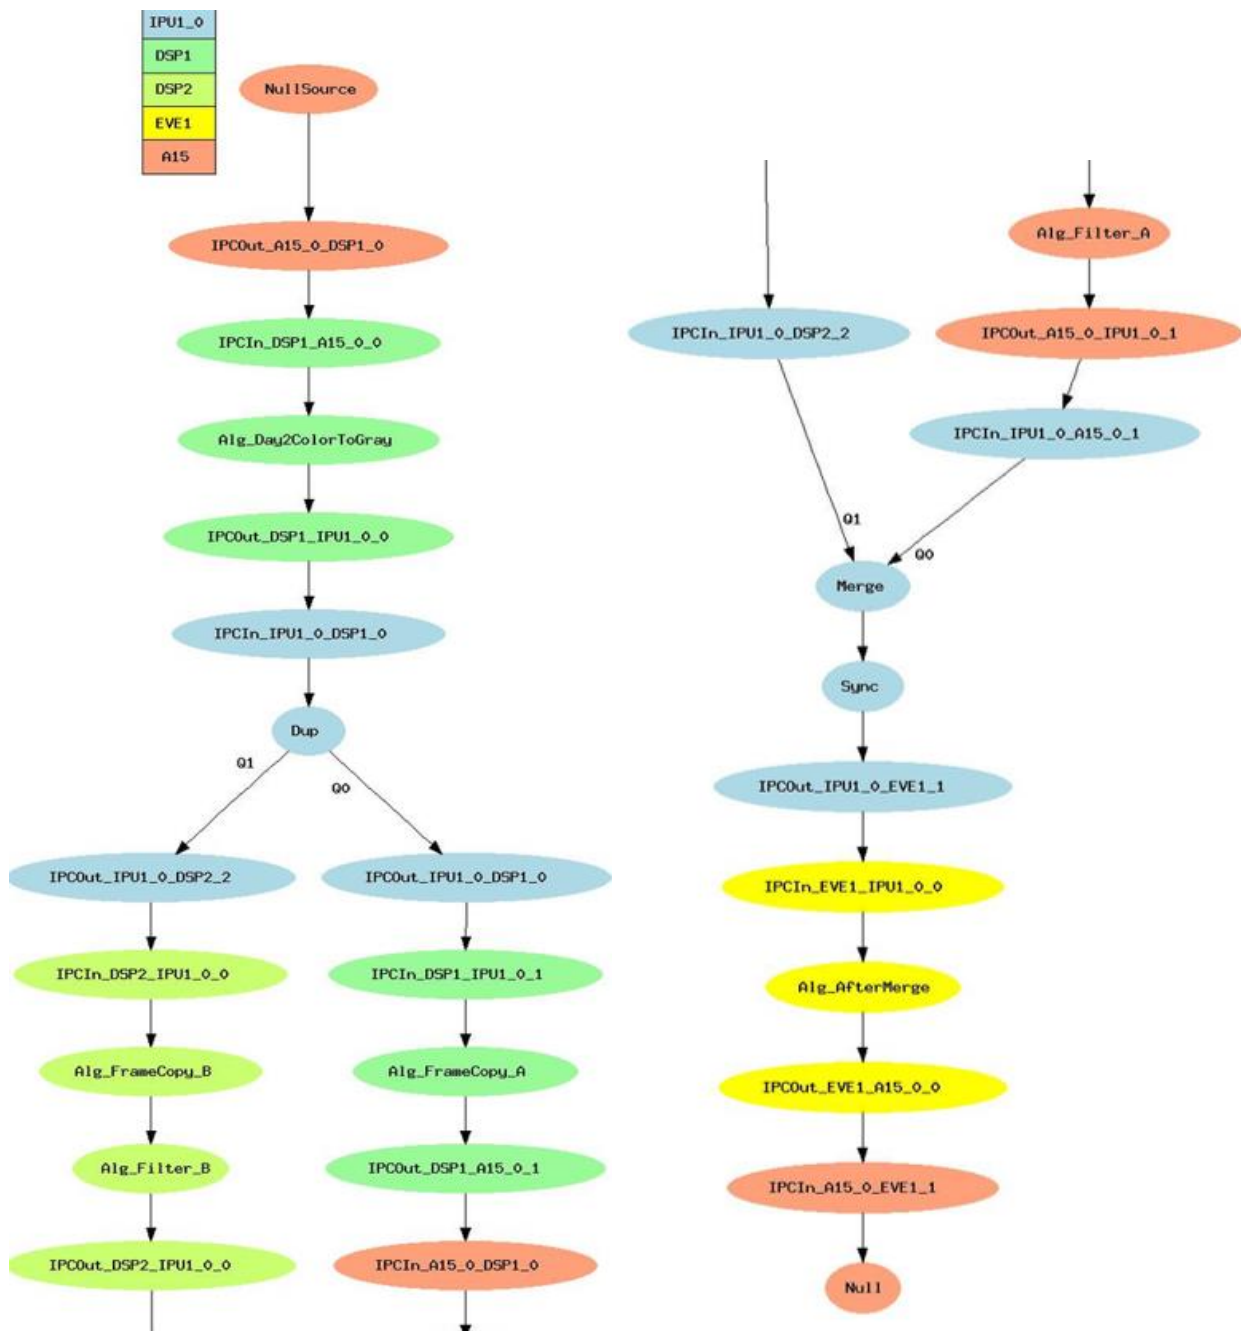 IPU1_0
DSP1
DSP2
EVE1
A15
NullSource
IPCOut_A15_0_DSP1_0
IPCIn_DSP1_A15_0_0
Alg_Day2ColorToGray
IPCOut_DSP1_IPU1_0_0
IPCIn_IPU1_0_DSP1_0
Dup
Q1
Q0
IPCOut_IPU1_0_DSP2_2
IPCOut_IPU1_0_DSP1_0
IPCIn_DSP2_IPU1_0_0
IPCIn_DSP1_IPU1_0_1
Alg_FrameCopy_B
Alg_FrameCopy_A
Alg_Filter_B
IPCOut_DSP1_A15_0_1
IPCOut_DSP2_IPU1_0_0
IPCIn_A15_0_DSP1_0
Alg_Filter_A
IPCIn_IPU1_0_DSP2_2
IPCOut_A15_0_IPU1_0_1
IPCIn_IPU1_0_A15_0_1
Q1
Q0
Merge
Sync
IPCOut_IPU1_0_EVE1_1
IPCIn_EVE1_IPU1_0_0
Alg_AfterMerge
IPCOut_EVE1_A15_0_0
IPCIn_A15_0_EVE1_1
Null